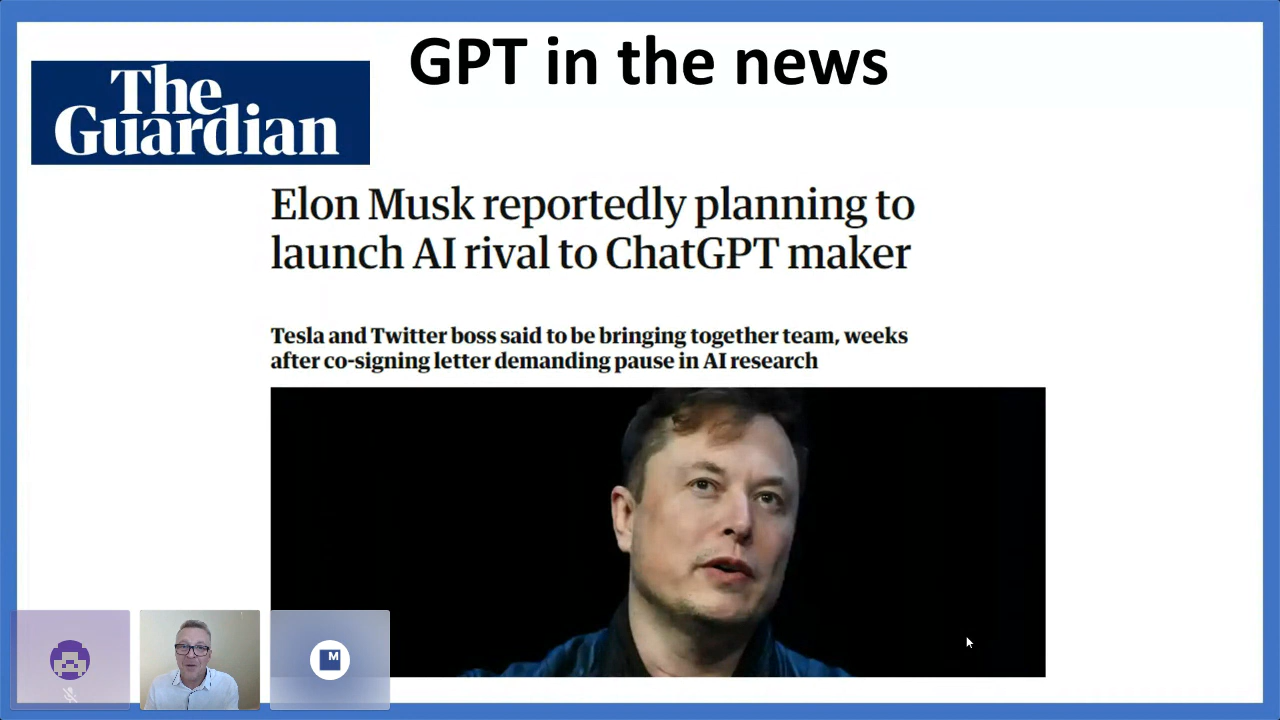 GPT in the news
The
Guardian
Elon Musk reportedly planning to
launch AI rival to ChatGPT maker
Tesla and Twitter boss said to be bringing together team, weeks
after co-signing letter demanding pause in AI research
M